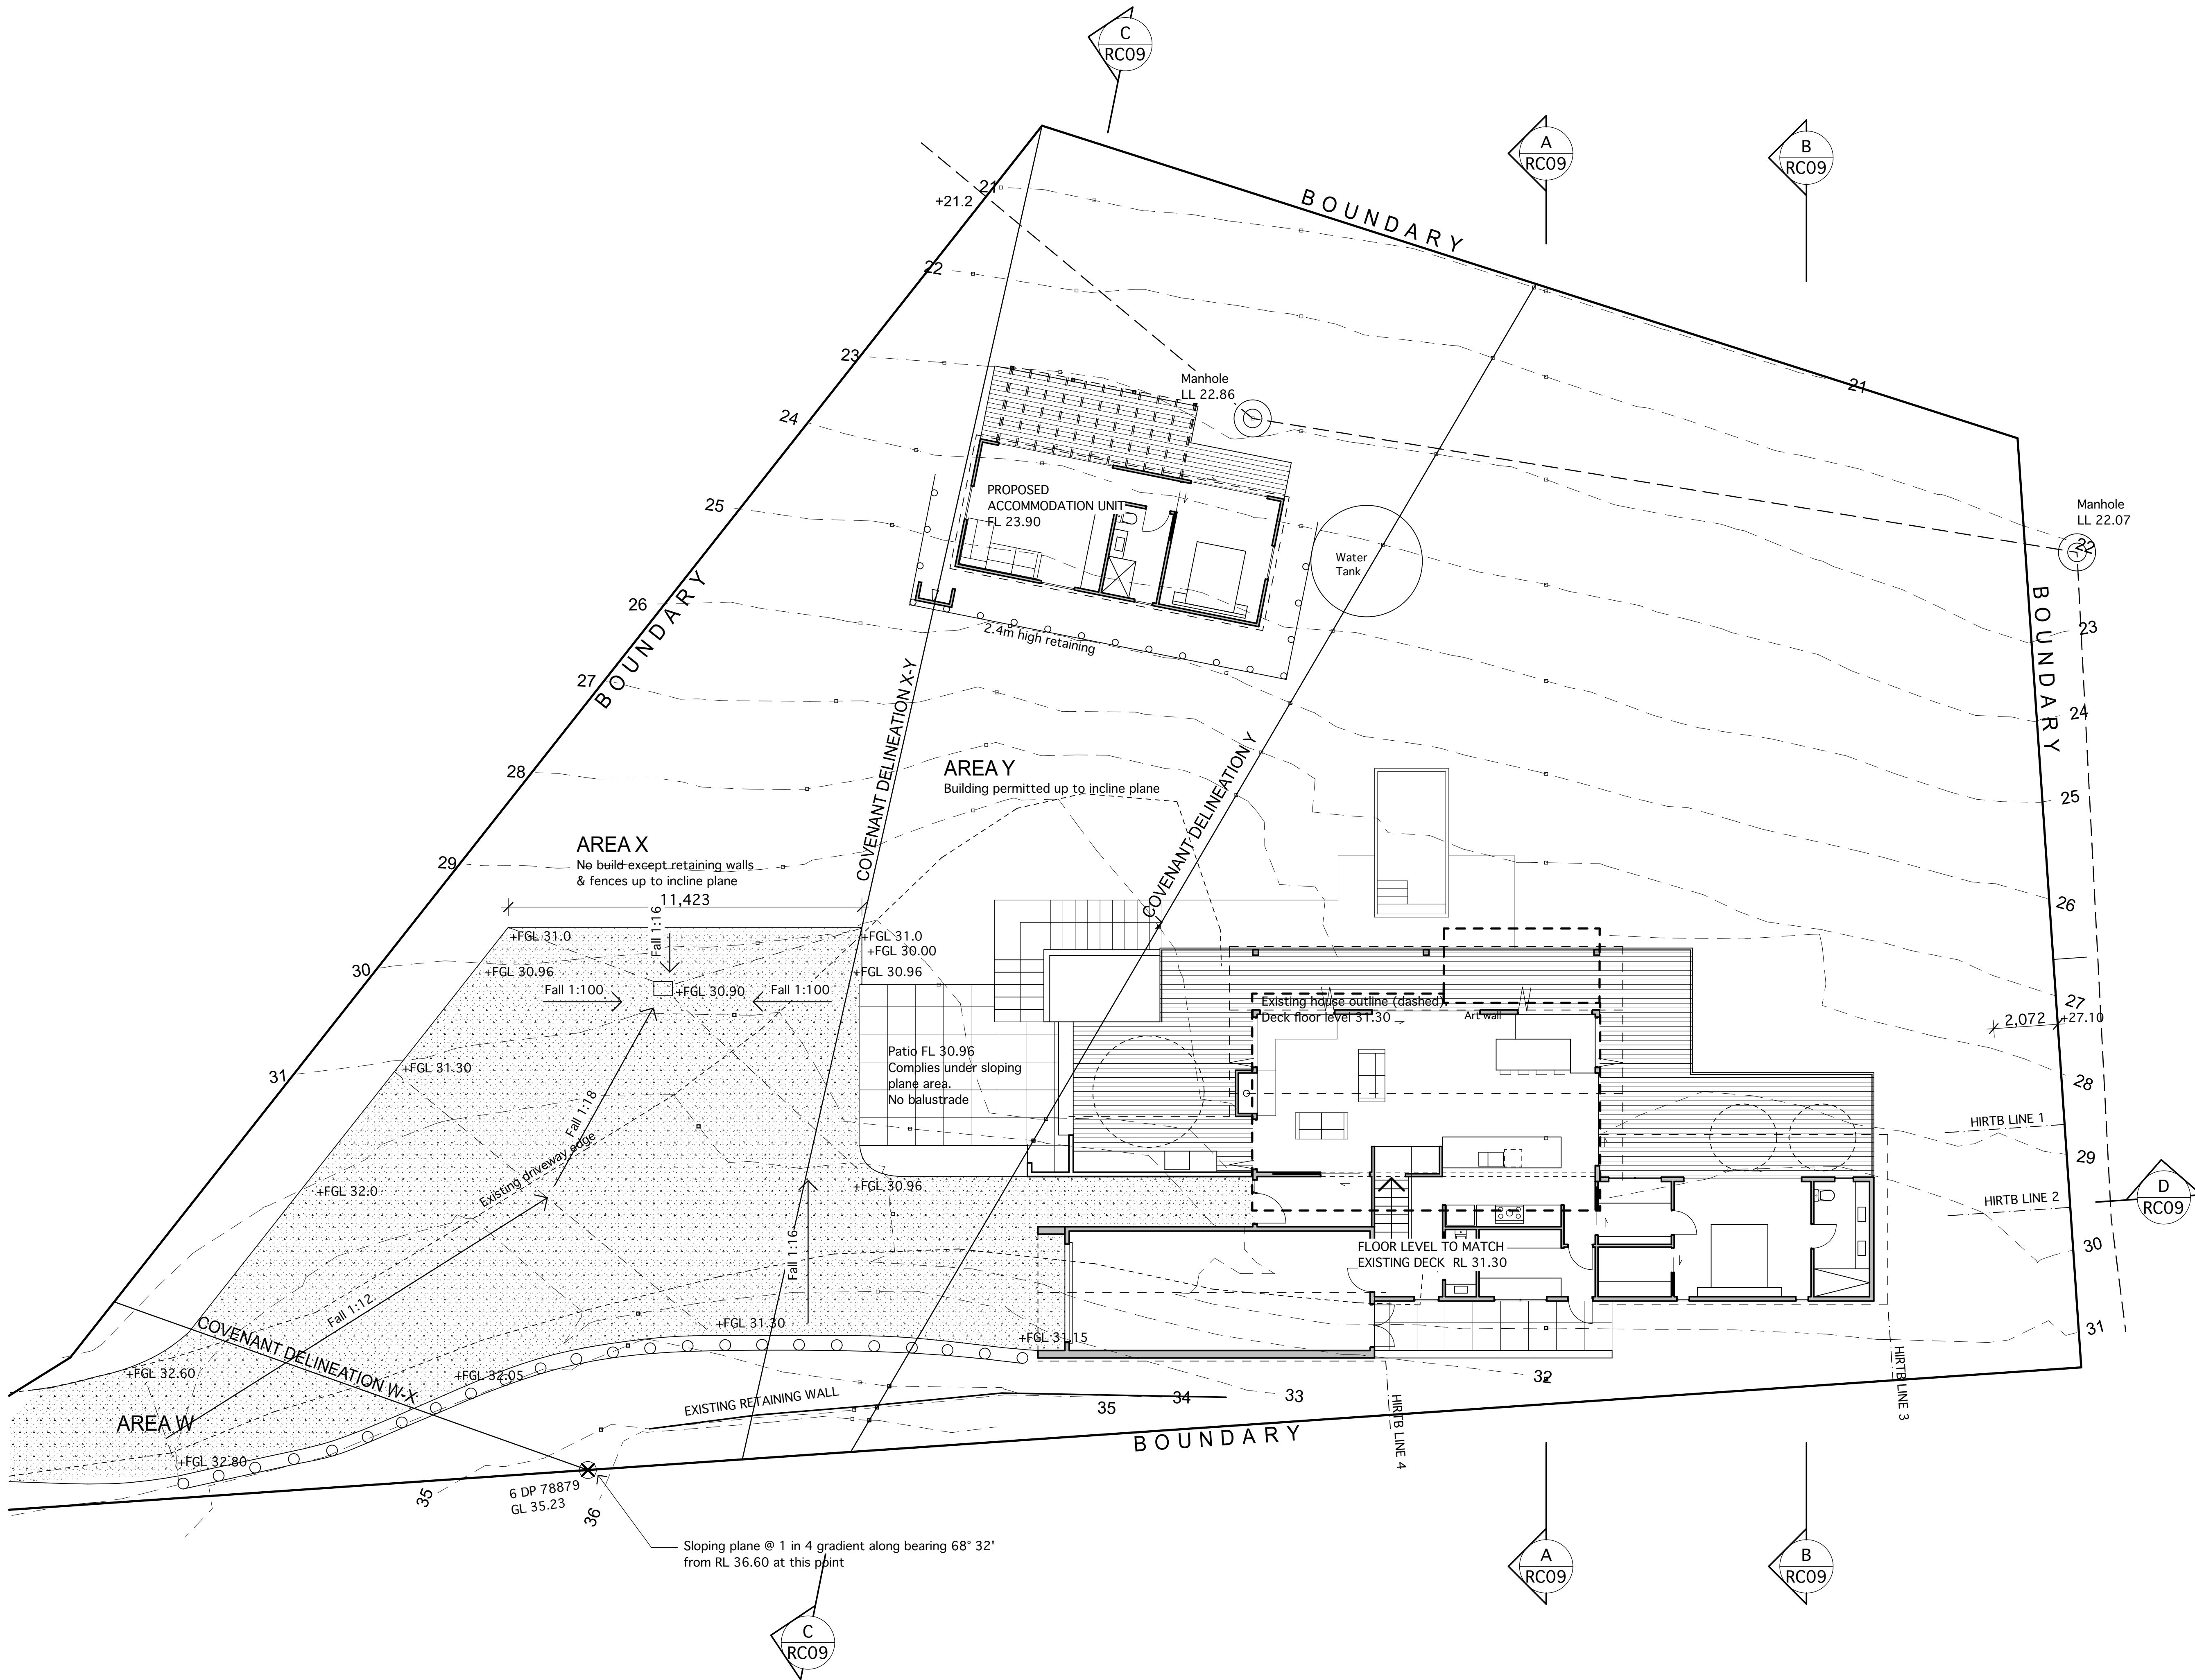 C
RC09
A
RC09
B
RC09
21
+21.2
BOUNDARY
22
23
21
Manhole
LL 22.86
24
PROPOSED
ACCOMMODATION UNIT
FL 23.90
25
Manhole
LL 22.07
22
Water
Tank
BOUNDARY
26
2.4m high retaining
BOUNDARY
23
27
COVENANT DELINEATION X-Y
24
28
AREA Y
Building permitted up to incline plane
COVENANT DELINEATION Y
25
AREA X
No build except retaining walls
& fences up to incline plane
29
11,423
26
Fall 1:16
+FGL 31.0
+FGL 31.0
+FGL 30.00
30
+FGL 30.96
+FGL 30.96
Fall 1:100
+FGL 30.90
Fall 1:100
Existing house outline (dashed)
Deck floor level 31.30
Art wall
27
+27.10
2,072
Patio FL 30.96
Complies under sloping
plane area.
No balustrade
31
+FGL 31.30
28
Fall 1:18
HIRTB LINE 1
Existing driveway edge
29
+FGL 32.0
+FGL 30.96
HIRTB LINE 2
D
RC09
Fall 1:16
FLOOR LEVEL TO MATCH
EXISTING DECK RL 31.30
30
Fall 1:12
COVENANT DELINEATION W-X
+FGL 31.30
+FGL 31.15
31
+FGL 32.60
+FGL 32.05
32
HIRTB LINE 3
EXISTING RETAINING WALL
34
33
35
AREA W
HIRTB LINE 4
BOUNDARY
+FGL 32.80
6 DP 78879
GL 35.23
35
36
Sloping plane @ 1 in 4 gradient along bearing 68° 32'
from RL 36.60 at this point
A
RC09
B
RC09
C
RC09